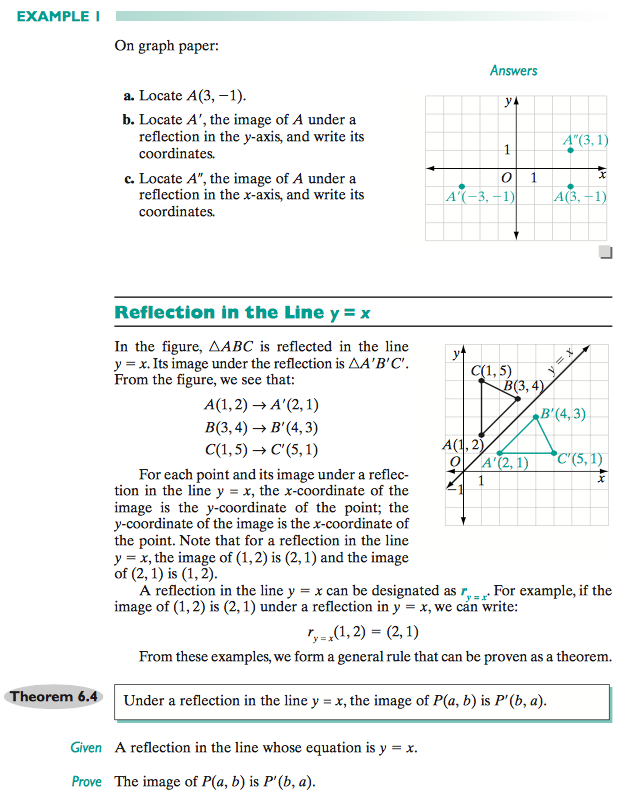 EXAMPLE 1
On graph paper:
Answers
a. Locate A(3, −1).
b. Locate A′, the image of A under a
reflection in the y-axis, and write its
coordinates.
c. Locate A″, the image of A under a
reflection in the x-axis, and write its
coordinates.
y
A″(3, 1)
1
O
1
x
A′(−3, −1)
A(3, −1)
Reflection in the Line y = x
In the figure, △ABC is reflected in the line
y = x. Its image under the reflection is △A′B′C′.
From the figure, we see that:
A(1, 2) → A′(2, 1)
B(3, 4) → B′(4, 3)
C(1, 5) → C′(5, 1)
For each point and its image under a reflec-
tion in the line y = x, the x-coordinate of the
image is the y-coordinate of the point; the
y-coordinate of the image is the x-coordinate of
the point. Note that for a reflection in the line
y = x, the image of (1, 2) is (2, 1) and the image
of (2, 1) is (1, 2).
y
y = x
C(1, 5)
B(3, 4)
B′(4, 3)
A(1, 2)
O
A′(2, 1)
C′(5, 1)
1
x
−1
A reflection in the line y = x can be designated as r y = x. For example, if the
image of (1, 2) is (2, 1) under a reflection in y = x, we can write:
r y = x(1, 2) = (2, 1)
From these examples, we form a general rule that can be proven as a theorem.
Theorem 6.4
Under a reflection in the line y = x, the image of P(a, b) is P′(b, a).
Given A reflection in the line whose equation is y = x.
Prove The image of P(a, b) is P′(b, a).